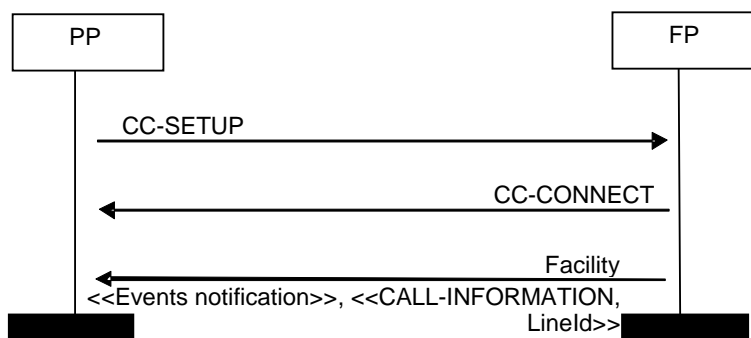 PP
FP
CC-SETUP
CC-CONNECT
Facility
<<Events notification>>, <<CALL-INFORMATION,
LineId>>